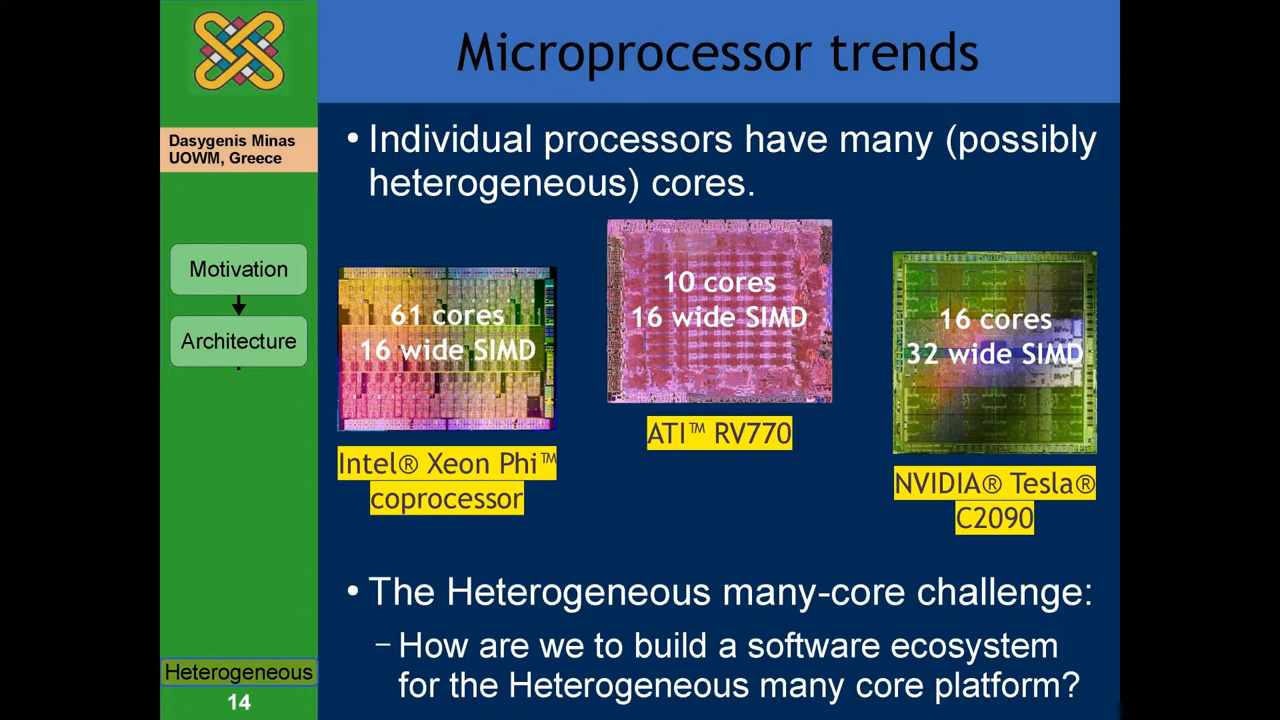 Microprocessor trends
Dasygenis Minas
UOWM, Greece
Motivation
Architecture
Heterogeneous
14
• Individual processors have many (possibly
heterogeneous) cores.
61 cores
16 wide SIMD
Intel® Xeon Phi™
coprocessor
10 cores
16 wide SIMD
ATI™ RV770
16 cores
32 wide SIMD
NVIDIA® Tesla®
C2090
• The Heterogeneous many-core challenge:
– How are we to build a software ecosystem
for the Heterogeneous many core platform?